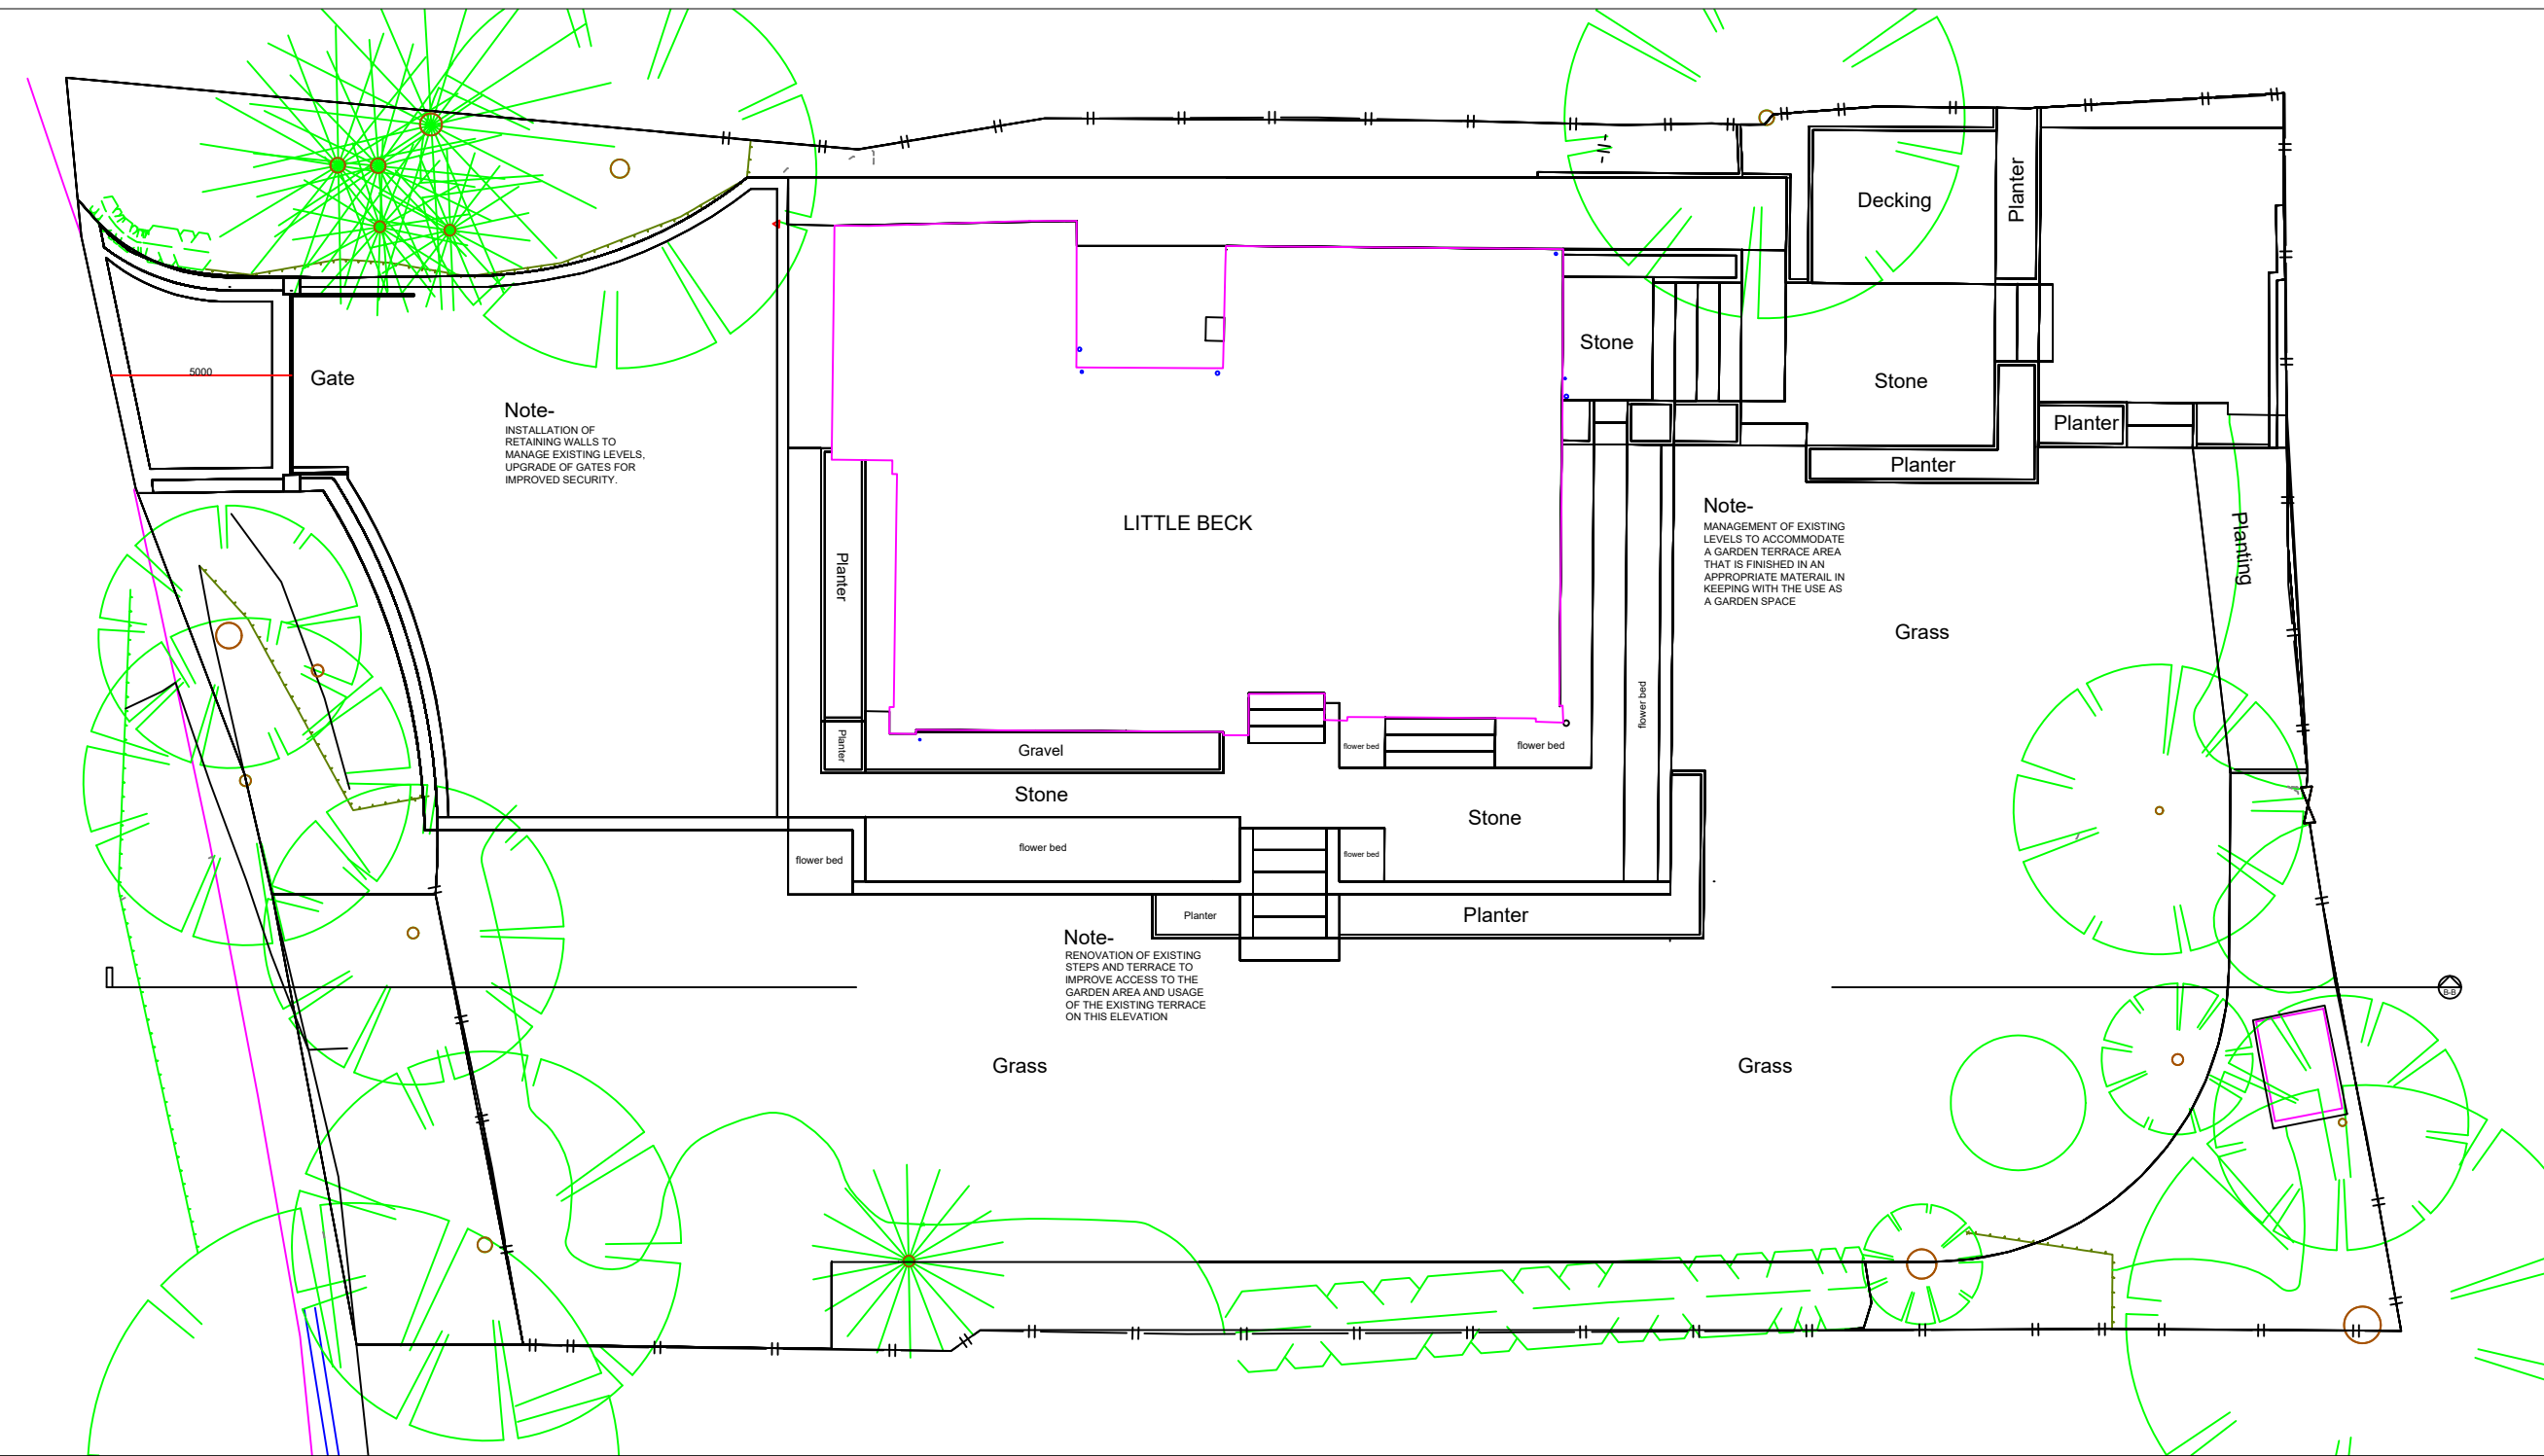 Decking
Planter
Stone
5000
Gate
Stone
Note-
INSTALLATION OF
RETAINING WALLS TO
MANAGE EXISTING LEVELS,
UPGRADE OF GATES FOR
IMPROVED SECURITY.
Planter
Planter
Note-
MANAGEMENT OF EXISTING
LEVELS TO ACCOMMODATE
A GARDEN TERRACE AREA
THAT IS FINISHED IN AN
APPROPRIATE MATERAIL IN
KEEPING WITH THE USE AS
A GARDEN SPACE
LITTLE BECK
Planting
Planter
Grass
flower bed
Planter
Gravel
flower bed
flower bed
Stone
Stone
flower bed
flower bed
flower bed
Planter
Planter
Note-
RENOVATION OF EXISTING
STEPS AND TERRACE TO
IMPROVE ACCESS TO THE
GARDEN AREA AND USAGE
OF THE EXISTING TERRACE
ON THIS ELEVATION
B-B
Grass
Grass